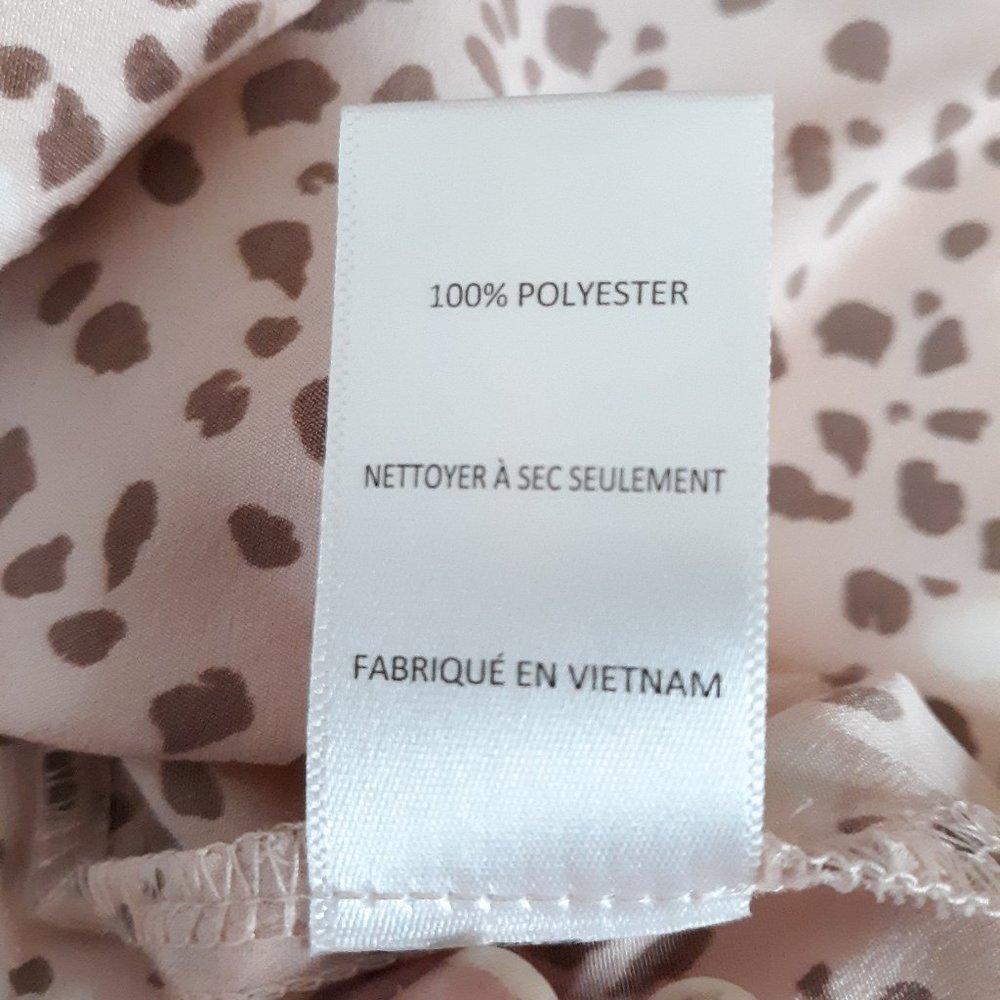 100% POLYESTER
NETTOYER À SEC SEULEMENT
FABRIQUÉ EN VIETNAM